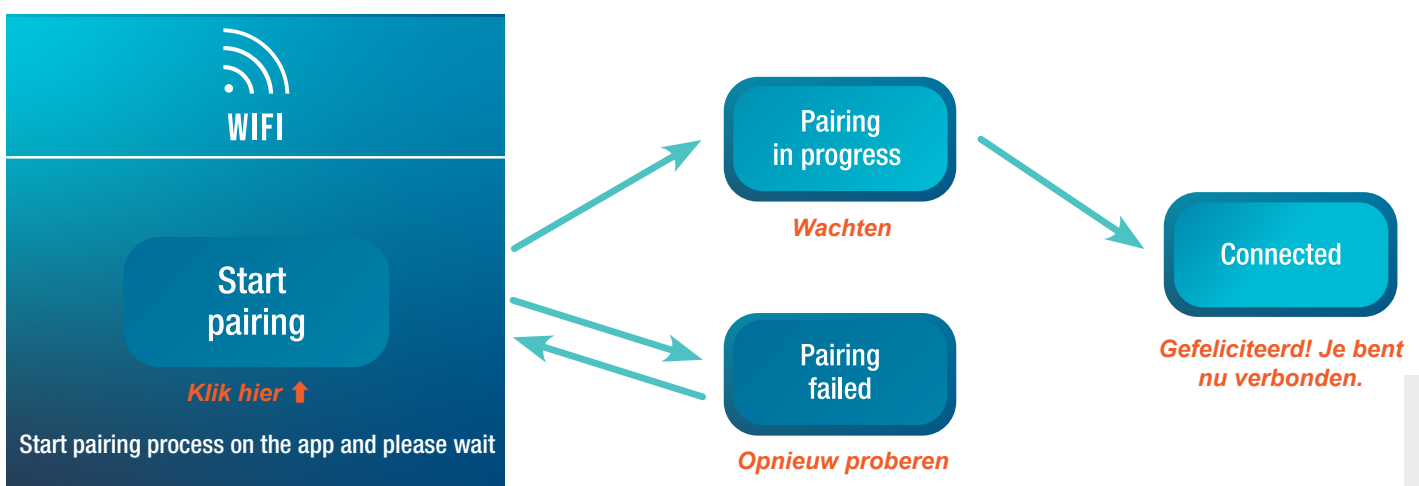 WIFI
Start
pairing
Klik hier
Start pairing process on the app and please wait
Pairing
in progress
Wachten
Pairing
failed
Opnieuw proberen
Connected
Gefeliciteerd! Je bent
nu verbonden.